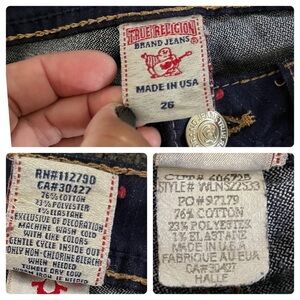 TRUE RELIGION
BRAND JEANS
MADE IN USA
26
RN#112790
CA#30427
76% COTTON
23% POLYESTER
1% ELASTANE
EXCLUSIVE OF DECORATION
MACHINE WASH COLD
WITH LIKE COLORS
GENTLE CYCLE INSIDE OUT
ONLY NON-CHLORINE BLEACH
WHEN NEEDED
TUMBLE DRY LOW
CUT# 606725
STYLE# WLNS22533
PO#97179
76% COTTON
23% POLYESTER
1% ELASTANE
MADE IN U.S.A
FABRIQUE AU EUA
CA#30427